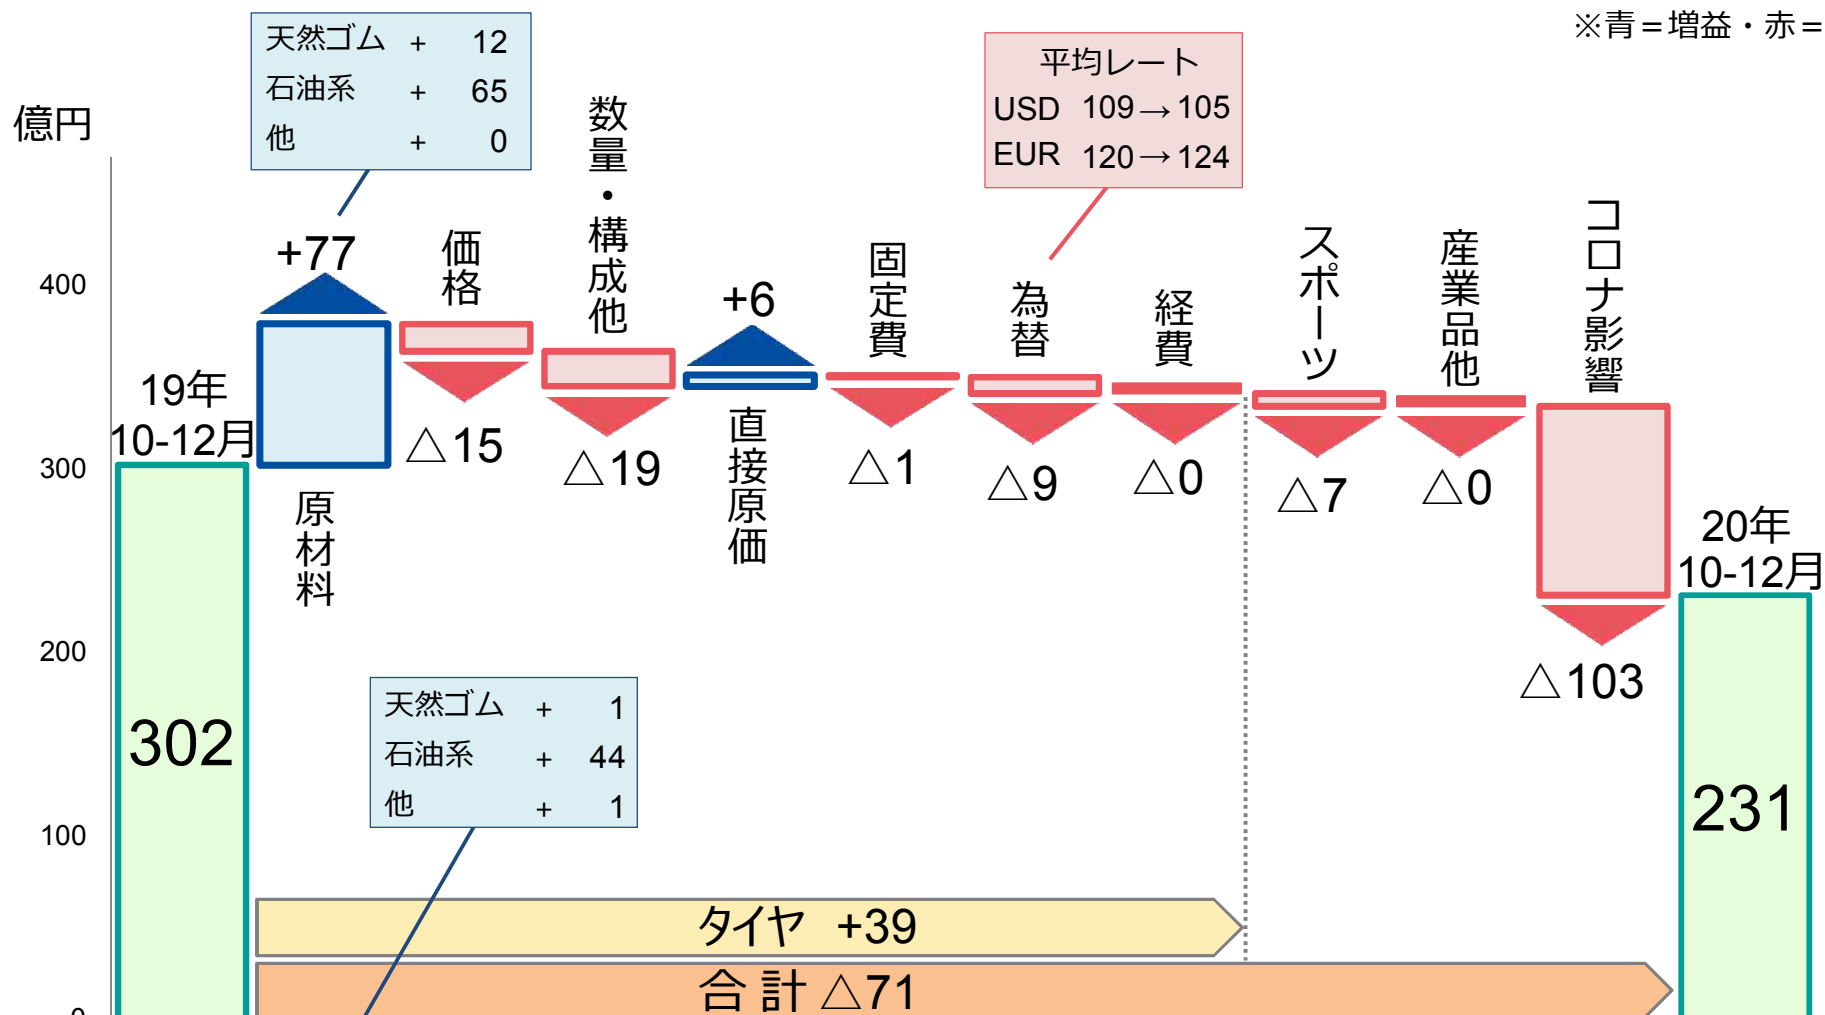 ※青＝増益・赤＝
億円
天然ゴム + 12
石油系 + 65
他 + 0
平均レート
USD 109→105
EUR 120→124
400
300
200
100
19年
10-12月
302
+77
原材料
価格
△15
数量・構成他
△19
+6
直接原価
固定費
△1
為替
△9
経費
△0
スポーツ
△7
産業品他
△0
コロナ影響
△103
20年
10-12月
231
天然ゴム + 1
石油系 + 44
他 + 1
タイヤ +39
合計 △71
0